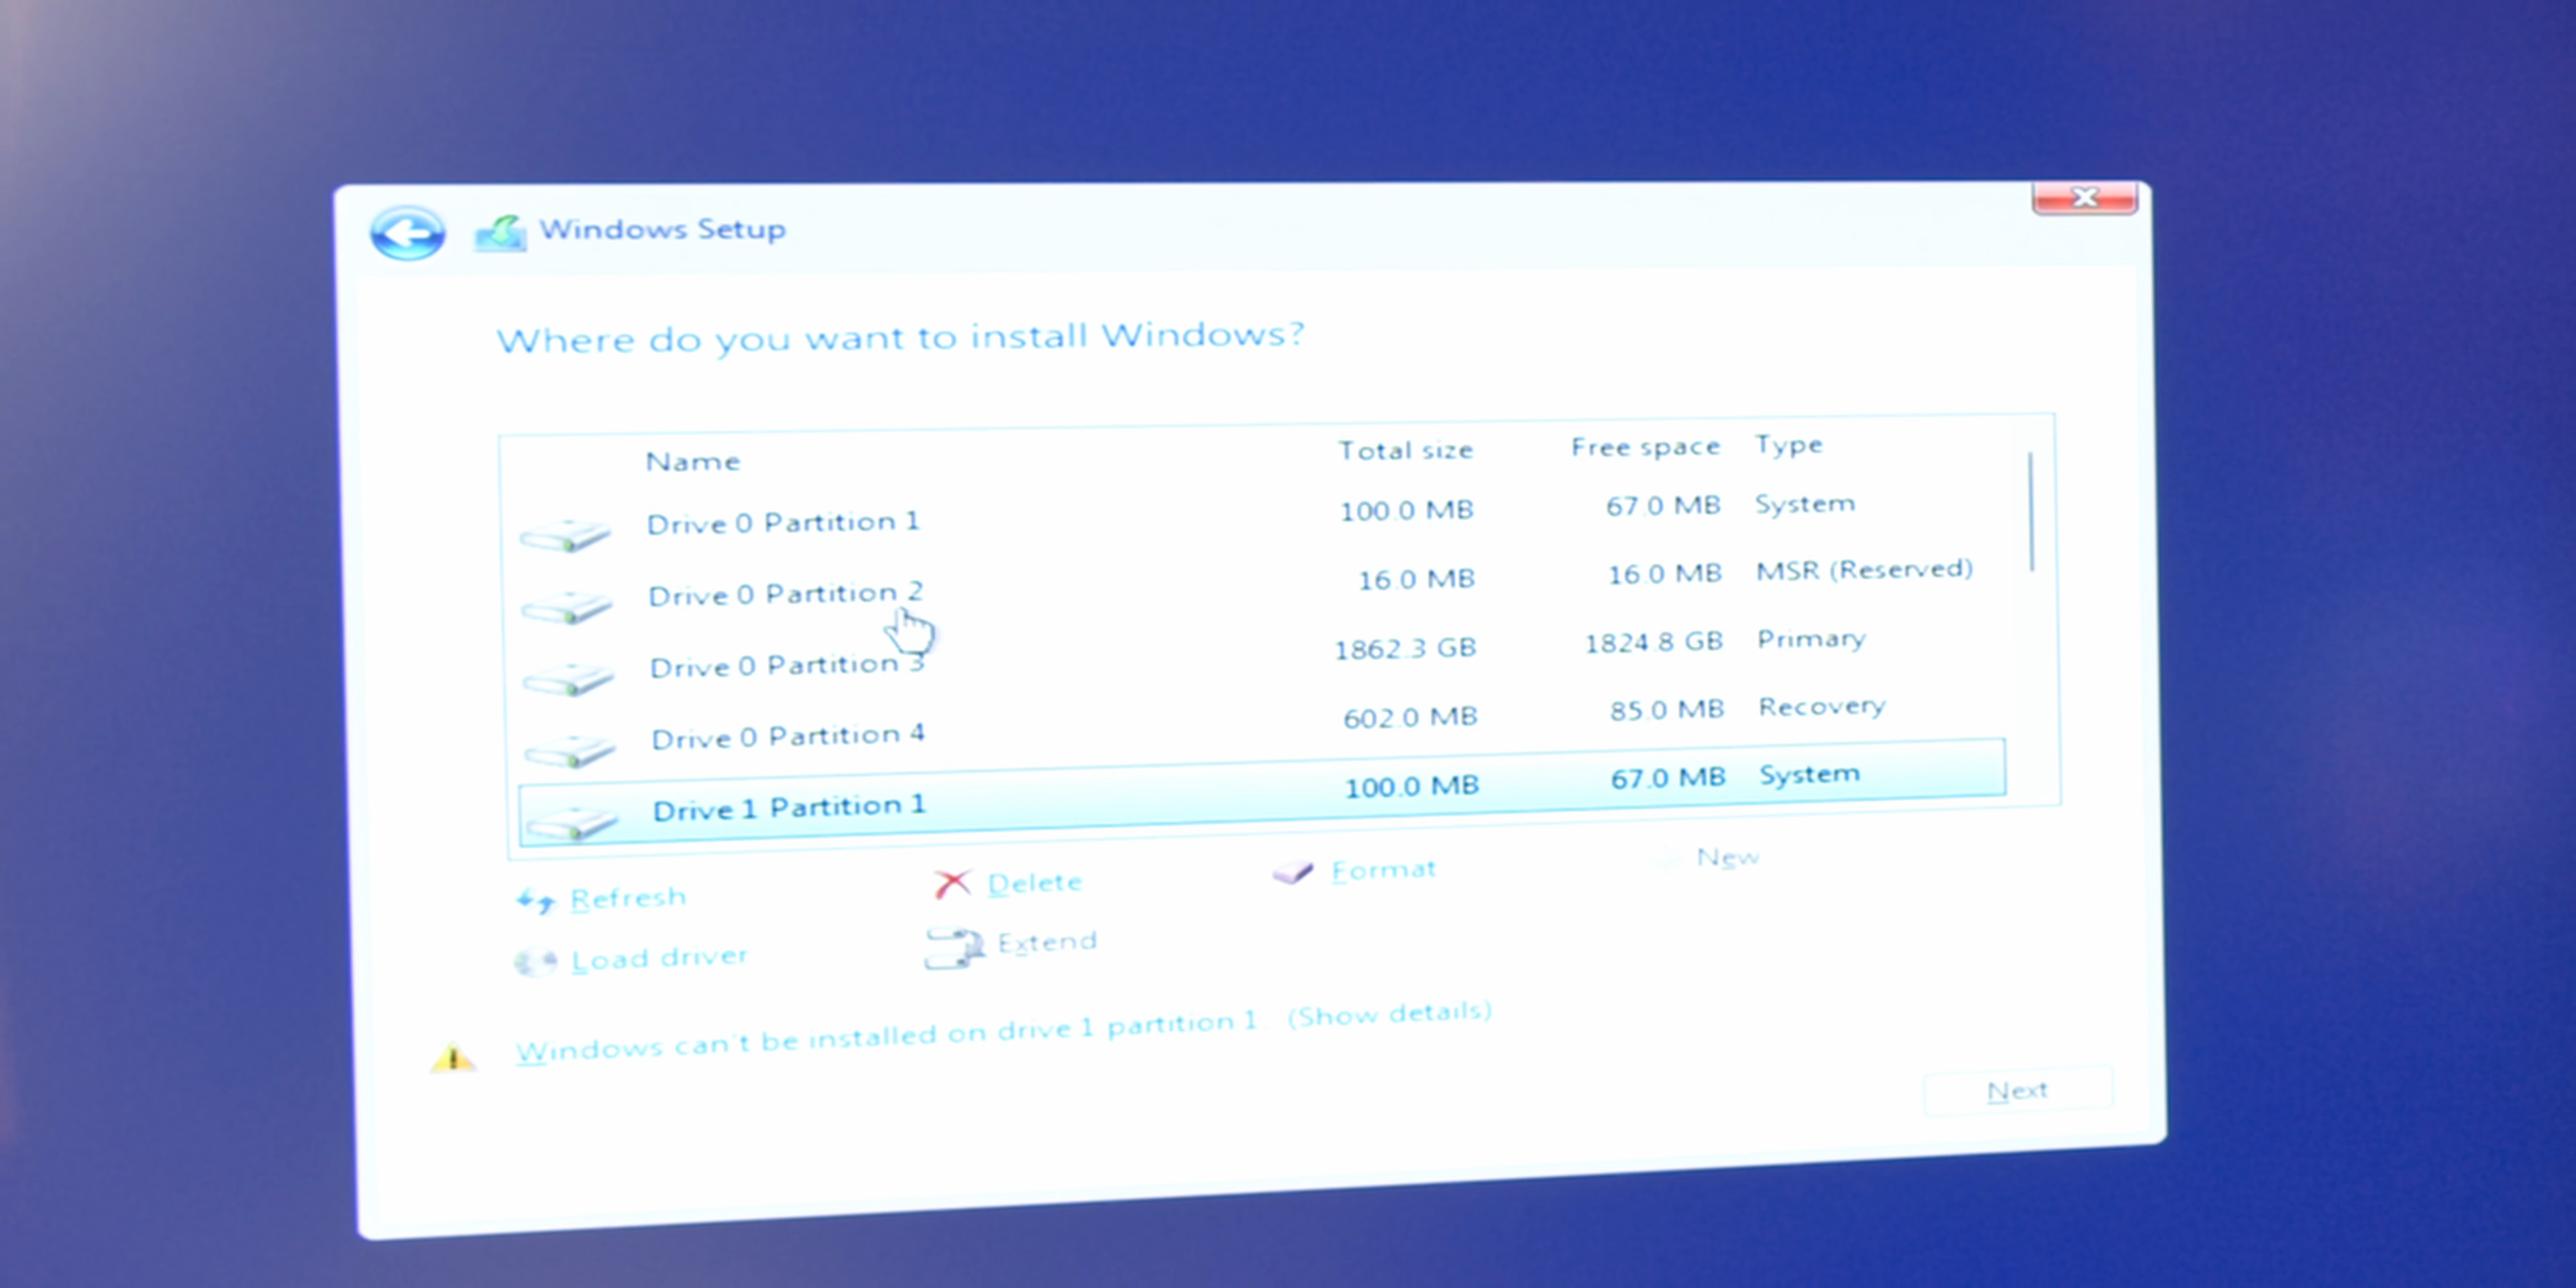 Windows Setup
Where do you want to install Windows?
Name Total size Free space Type
Drive 0 Partition 1 100.0 MB 67.0 MB System
Drive 0 Partition 2 16.0 MB 16.0 MB MSR (Reserved)
Drive 0 Partition 3 1862.3 GB 1824.8 GB Primary
Drive 0 Partition 4 602.0 MB 85.0 MB Recovery
Drive 1 Partition 1 100.0 MB 67.0 MB System
Refresh Delete Format New
Load driver Extend
Windows can't be installed on drive 1 partition 1. (Show details)
Next